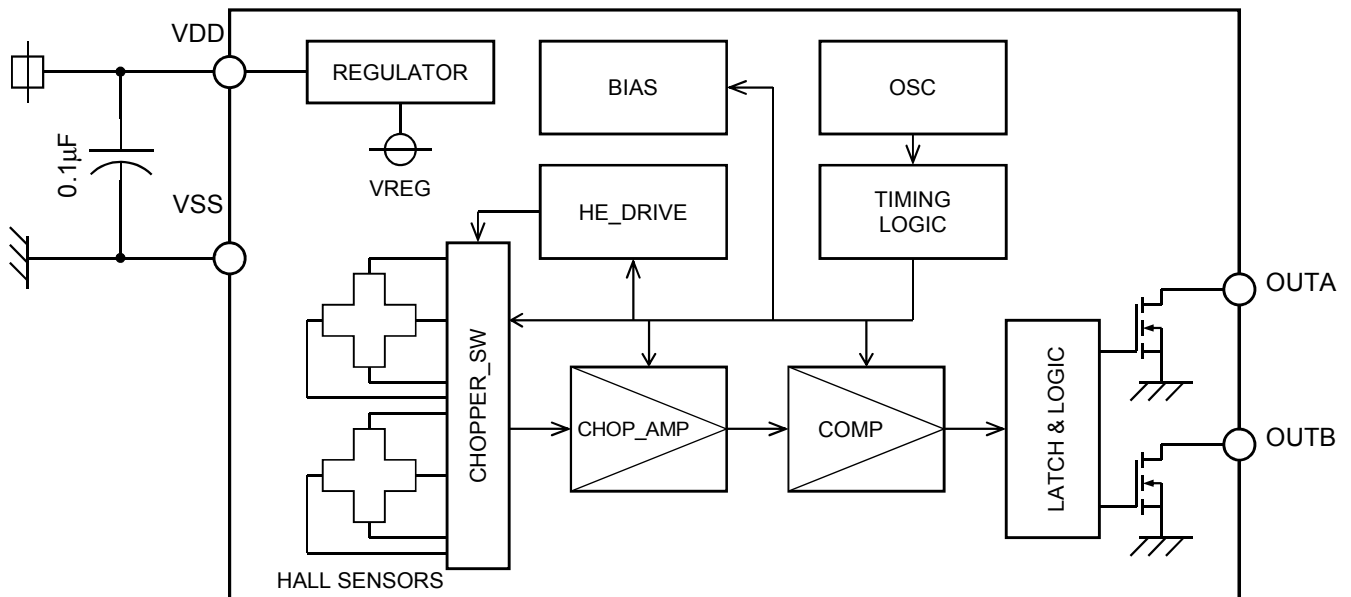 VDD
REGULATOR
BIAS
OSC
0.1µF
VREG
VSS
HE_DRIVE
TIMING
LOGIC
CHOPPER_SW
OUTA
CHOP_AMP
COMP
LATCH & LOGIC
OUTB
HALL SENSORS